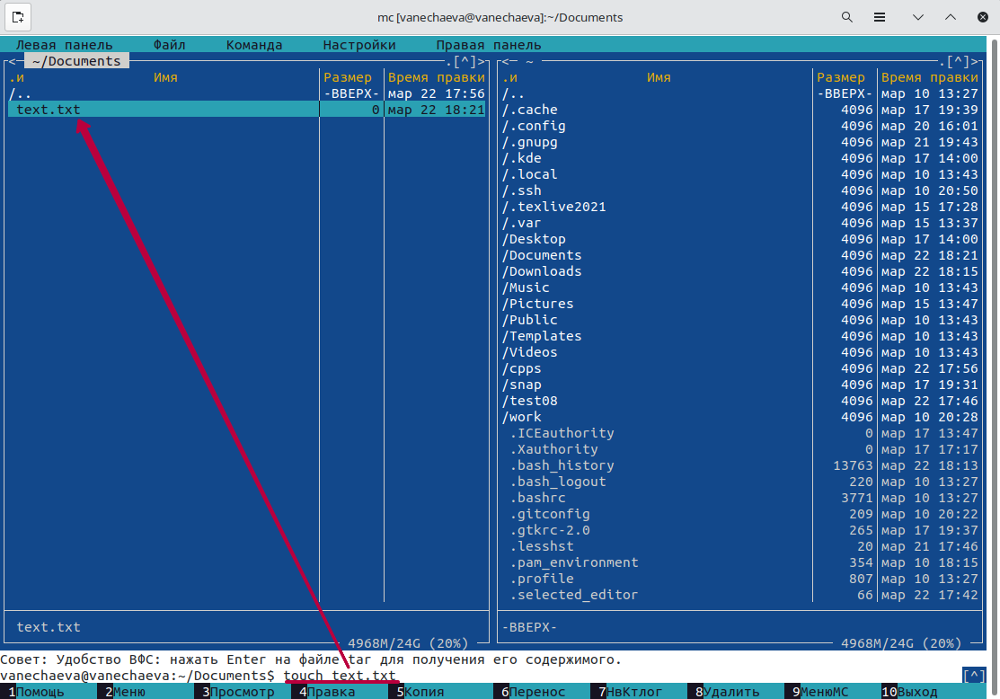 mc [vanechaeva@vanechaeva]:~/Documents
Левая панель Файл Команда Настройки Правая панель
<─ ~/Documents .[^]>
.и Имя Размер Время правки
/.. -ВВЕРХ- мар 22 17:56
text.txt 0 мар 22 18:21
text.txt
4968M/24G (20%)
<─ ~ .[^]>
.и Имя Размер Время правки
/.. -ВВЕРХ- мар 10 13:27
/.cache 4096 мар 17 19:39
/.config 4096 мар 20 16:01
/.gnupg 4096 мар 21 19:43
/.kde 4096 мар 17 14:00
/.local 4096 мар 10 13:43
/.ssh 4096 мар 10 20:50
/.texlive2021 4096 мар 15 17:28
/.var 4096 мар 15 13:37
/Desktop 4096 мар 17 14:00
/Documents 4096 мар 22 18:21
/Downloads 4096 мар 22 18:15
/Music 4096 мар 10 13:43
/Pictures 4096 мар 15 13:47
/Public 4096 мар 10 13:43
/Templates 4096 мар 10 13:43
/Videos 4096 мар 10 13:43
/cpps 4096 мар 22 17:56
/snap 4096 мар 17 19:31
/test08 4096 мар 22 17:46
/work 4096 мар 10 20:28
.ICEauthority 0 мар 17 13:47
.Xauthority 0 мар 17 17:17
.bash_history 13763 мар 22 18:13
.bash_logout 220 мар 10 13:27
.bashrc 3771 мар 10 13:27
.gitconfig 209 мар 10 20:22
.gtkrc-2.0 265 мар 17 19:37
.lesshst 20 мар 21 17:46
.pam_environment 354 мар 10 18:15
.profile 807 мар 10 13:27
.selected_editor 66 мар 22 17:42
-ВВЕРХ-
4968M/24G (20%)
Совет: Удобство ВФС: нажать Enter на файле tar для получения его содержимого.
vanechaeva@vanechaeva:~/Documents$ touch text.txt [^]
1Помощь 2Меню 3Просмотр 4Правка 5Копия 6Перенос 7НвКтлог 8Удалить 9МенюМС 10Выход